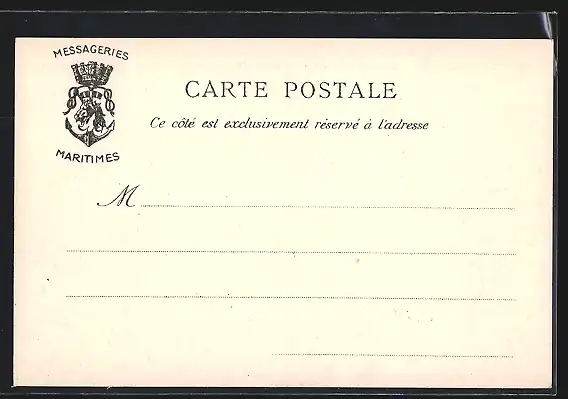 MESSAGERIES
MARITIMES
CARTE POSTALE
Ce côté est exclusivement réservé à l'adresse
M